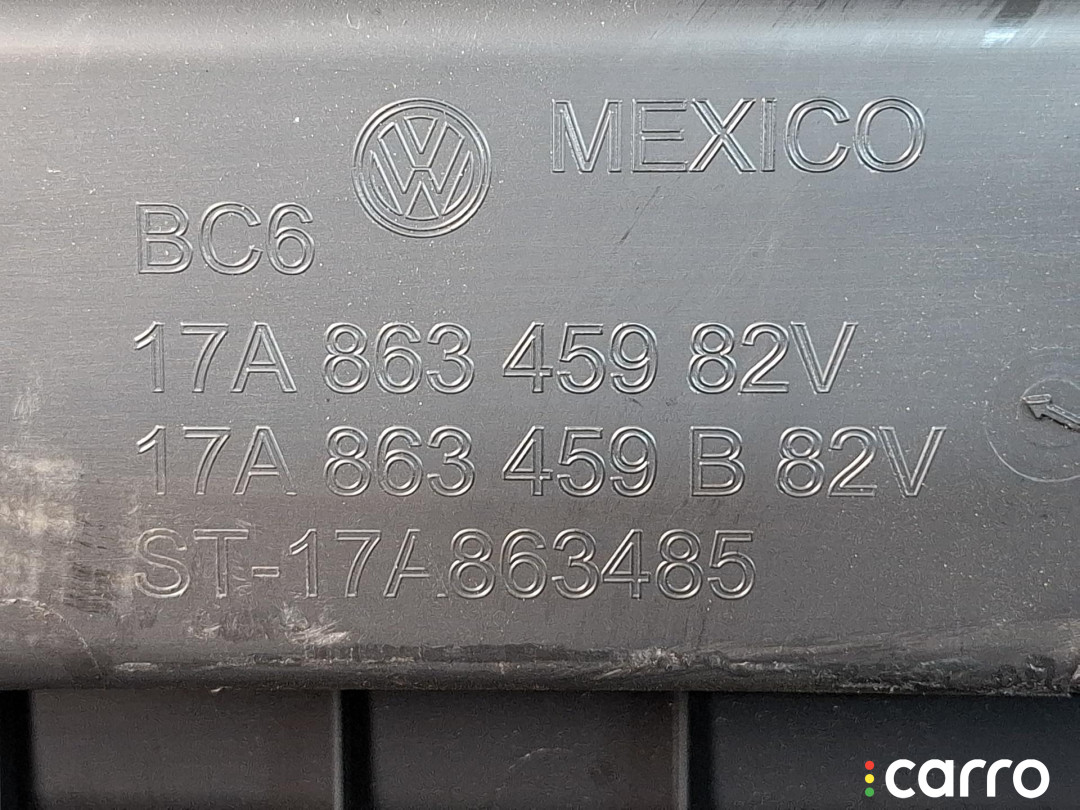 MEXICO
BC6
17A 863 459 82V
17A 863 459 B 82V
ST-17A863485
carro